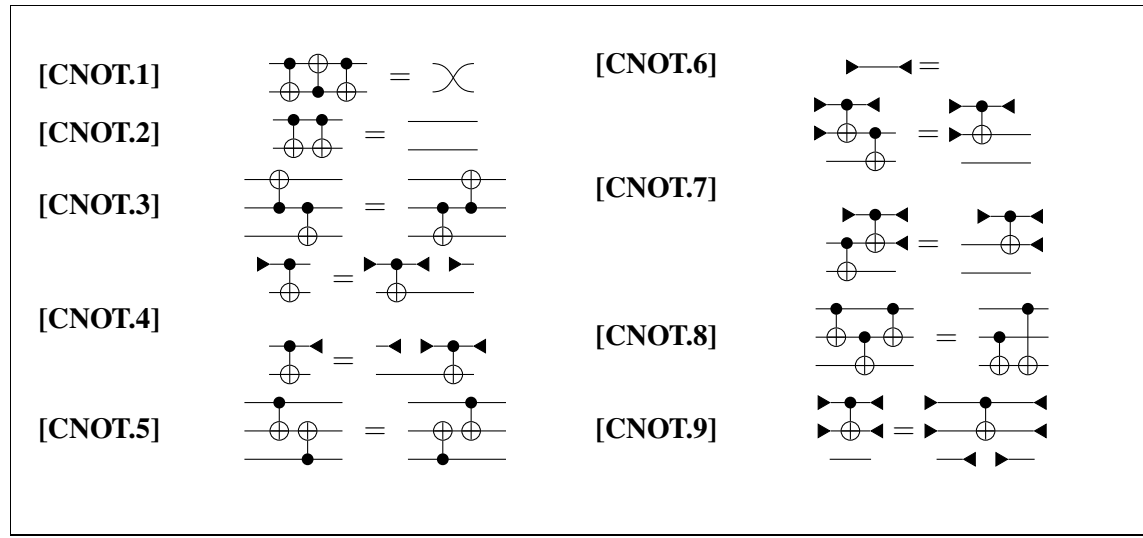 [CNOT.1] =
[CNOT.2] =
[CNOT.3] =
[CNOT.4] =
=
[CNOT.5] =
[CNOT.6] =
[CNOT.7] =
=
[CNOT.8] =
[CNOT.9] =